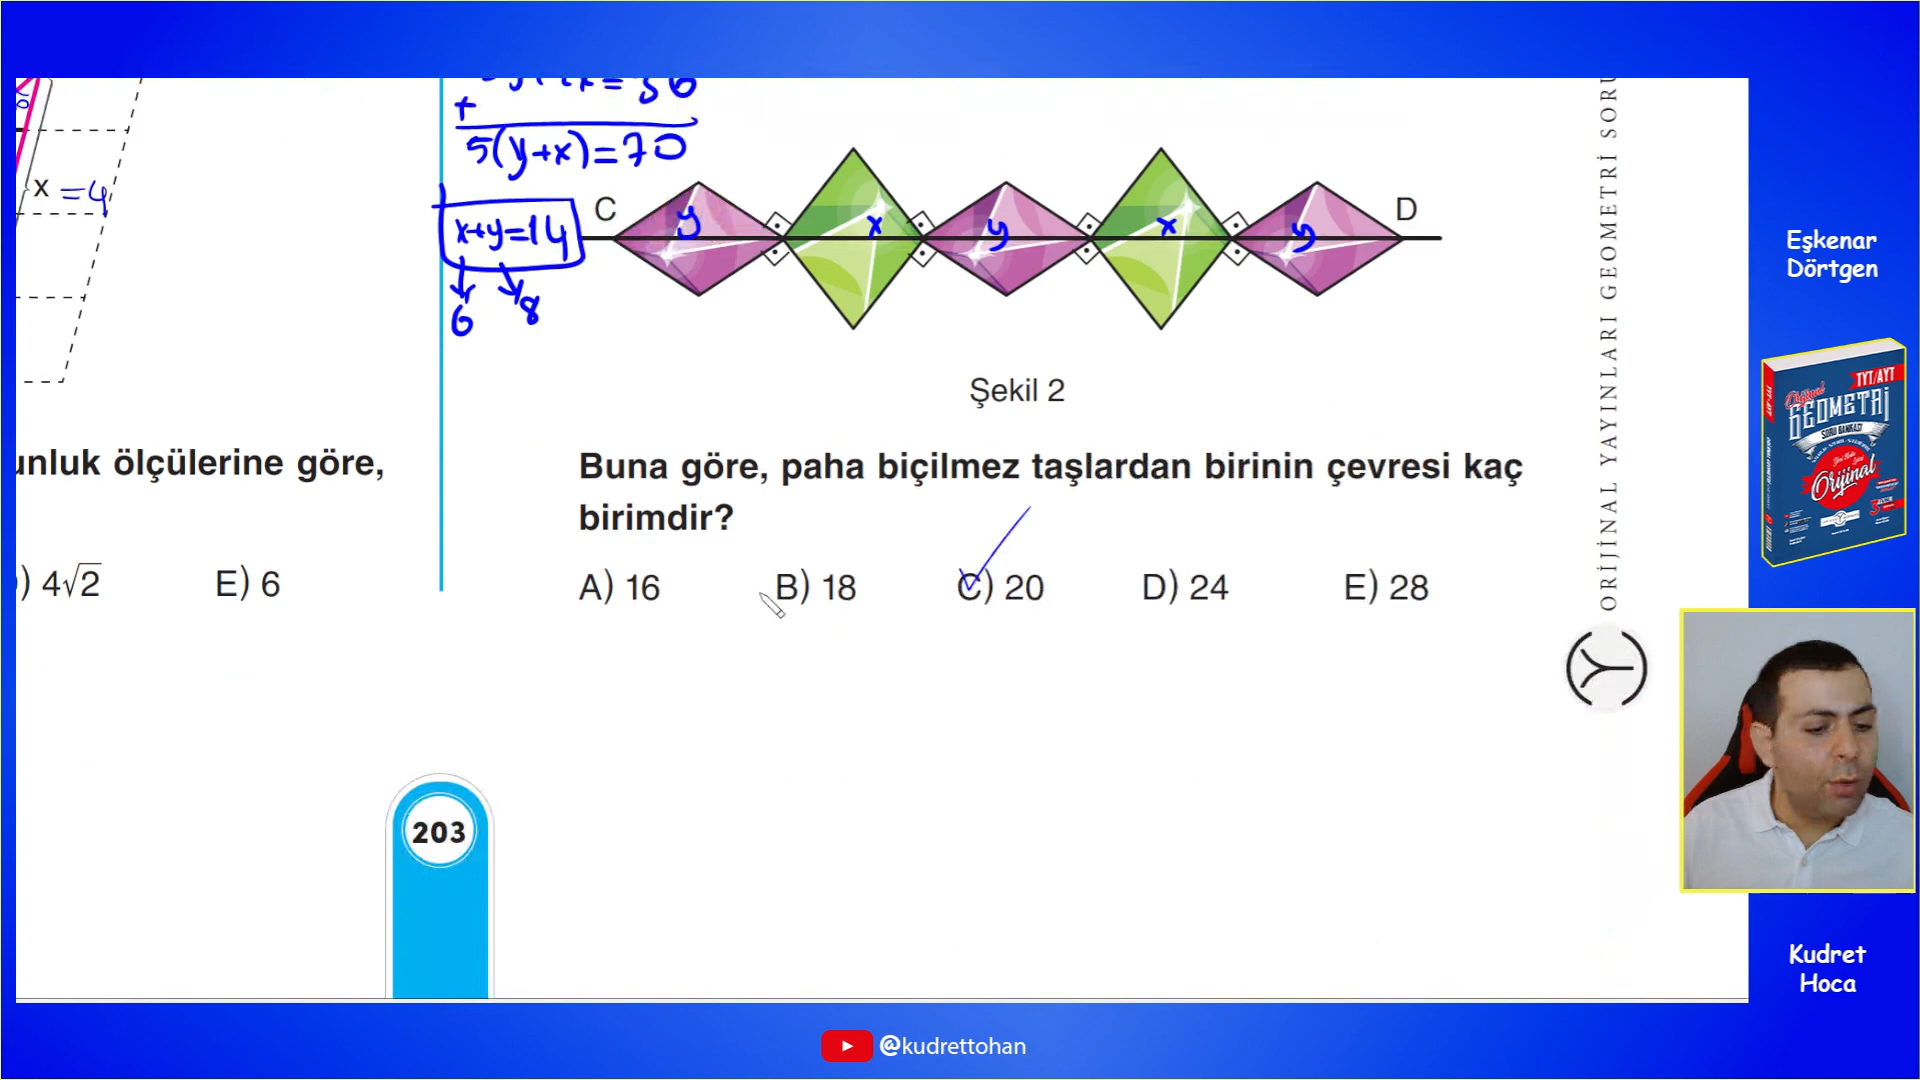 =36
+
5(y+x)=70
x+y=14
6
8
x =4
C
y
x
y
x
y
D
Şekil 2
unluk ölçülerine göre,
) 4√2
E) 6
Buna göre, paha biçilmez taşlardan birinin çevresi kaç
birimdir?
A) 16
B) 18
C) 20
D) 24
E) 28
203
ORİJİNAL YAYINLARI GEOMETRİ SORU
Eşkenar
Dörtgen
TYT/AYT
Orijinal
GEOMETRİ
SORU BANKASI
Orijinal
Kudret
Hoca
@kudrettohan